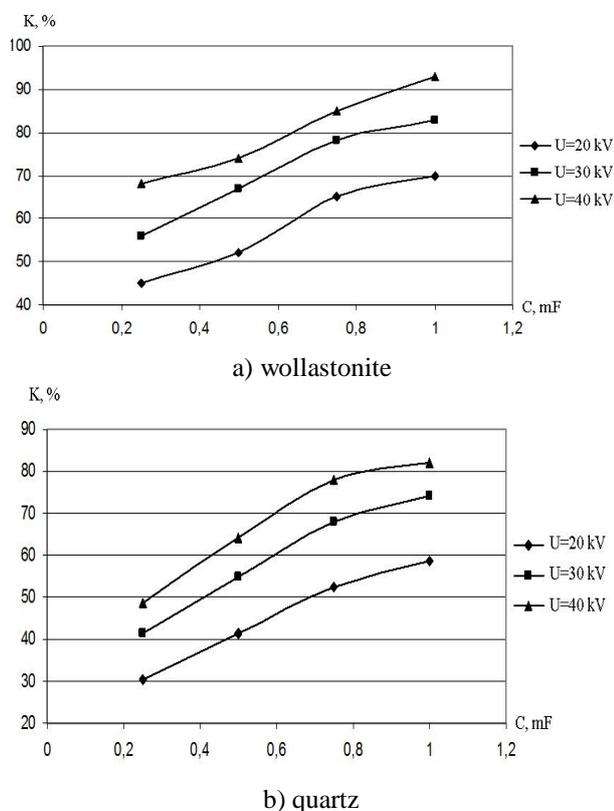 K, %
100
90
80
70
60
50
40
0
0,2
0,4
0,6
0,8
1
1,2
C, mF
U=20 kV
U=30 kV
U=40 kV
a) wollastonite
K, %
90
80
70
60
50
40
30
20
0
0,2
0,4
0,6
0,8
1
1,2
C, mF
U=20 kV
U=30 kV
U=40 kV
b) quartz